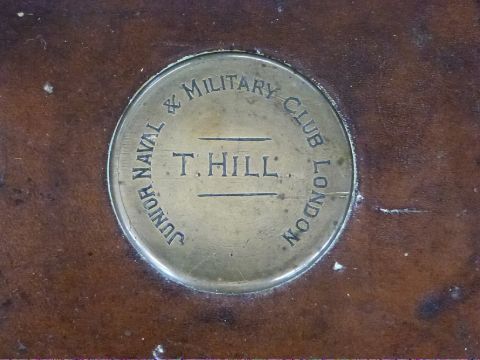 JUNIOR NAVAL & MILITARY CLUB LONDON
T. HILL.